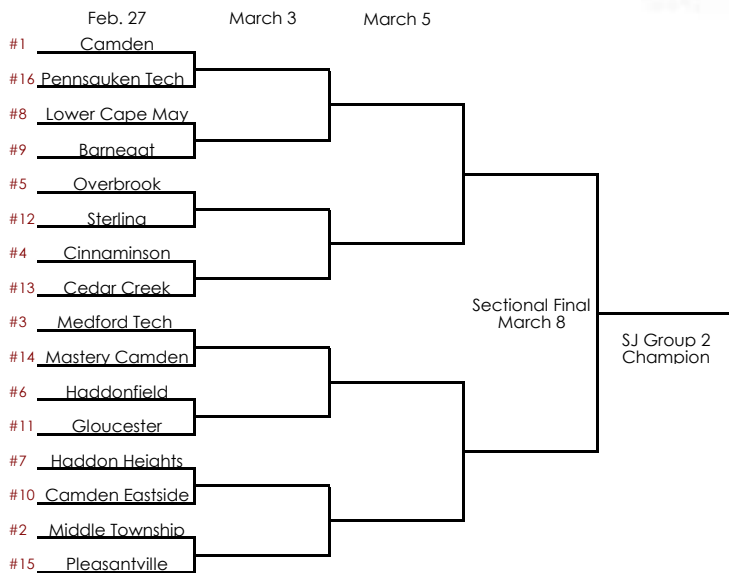 Feb. 27 March 3 March 5
#1 Camden
#16 Pennsauken Tech
#8 Lower Cape May
#9 Barnegat
#5 Overbrook
#12 Sterling
#4 Cinnaminson
#13 Cedar Creek
#3 Medford Tech
#14 Mastery Camden
#6 Haddonfield
#11 Gloucester
#7 Haddon Heights
#10 Camden Eastside
#2 Middle Township
#15 Pleasantville
Sectional Final
March 8
SJ Group 2
Champion